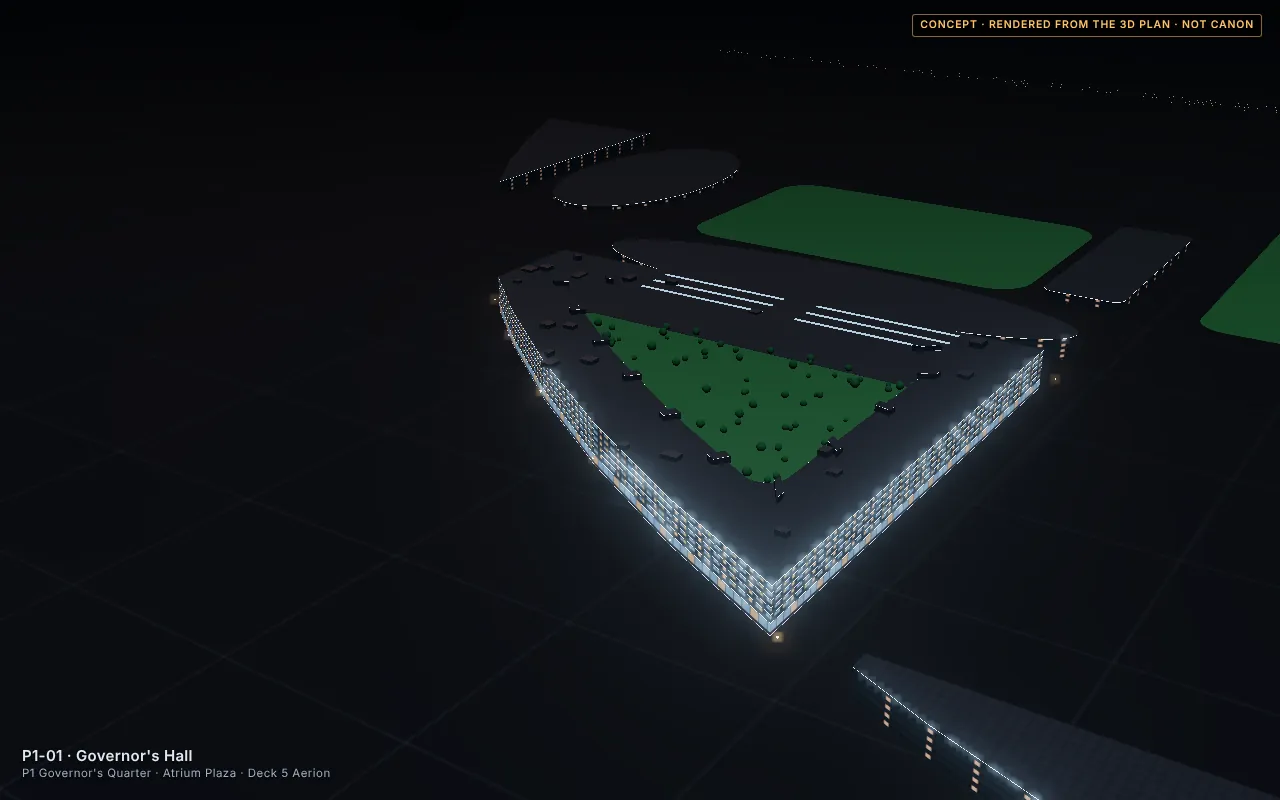 CONCEPT · RENDERED FROM THE 3D PLAN · NOT CANON
P1-01 · Governor's Hall
P1 Governor's Quarter · Atrium Plaza · Deck 5 Aerion